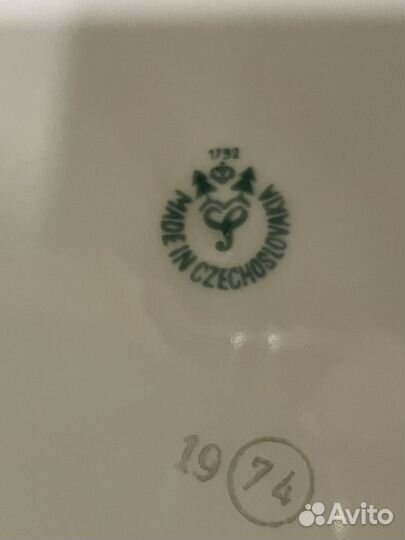 1792
MADE IN CZECHOSLOVAKIA
S
19 74
Avito